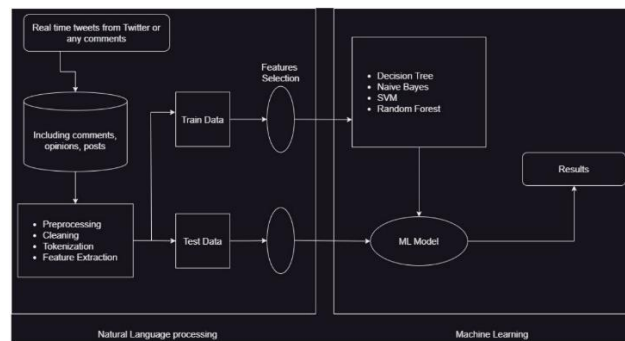 Real time tweets from Twitter or
any comments
Including comments,
opinions, posts
Preprocessing
Cleaning
Tokenization
Feature Extraction
Train Data
Test Data
Features
Selection
Decision Tree
Naive Bayes
SVM
Random Forest
ML Model
Results
Natural Language processing
Machine Learning